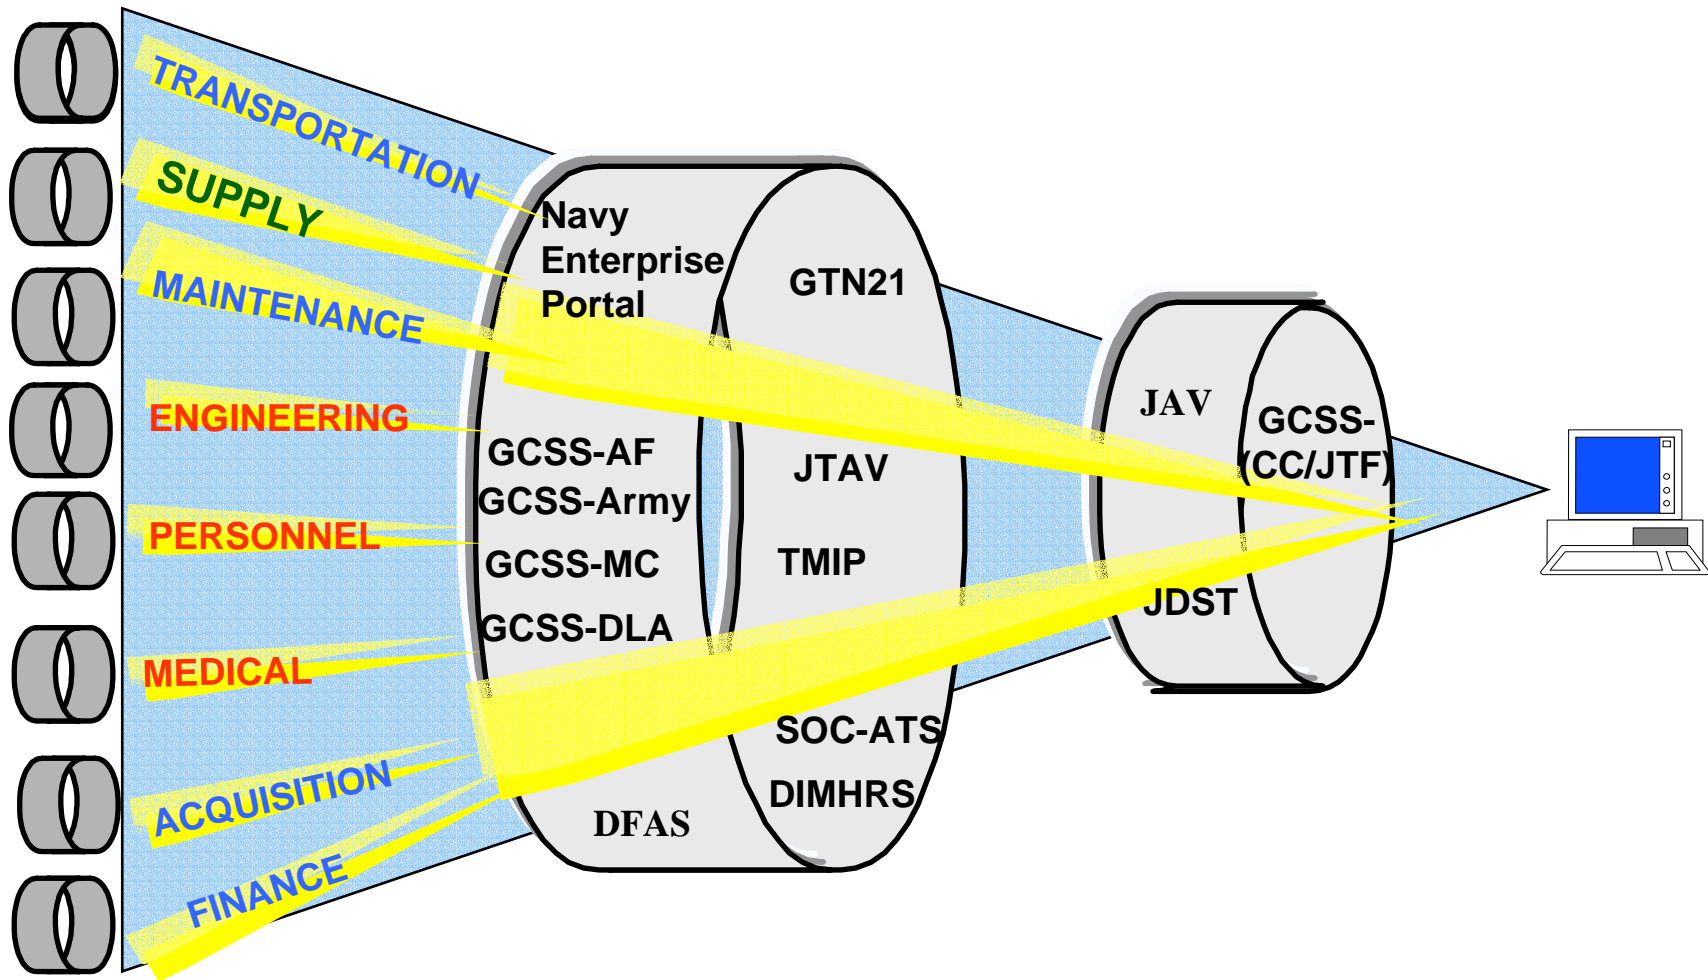 TRANSPORTATION
SUPPLY
MAINTENANCE
ENGINEERING
PERSONNEL
MEDICAL
ACQUISITION
FINANCE
Navy
Enterprise
Portal
GCSS-AF
GCSS-Army
GCSS-MC
GCSS-DLA
DFAS
GTN21
JTAV
TMIP
SOC-ATS
DIMHRS
JAV
JDST
GCSS-
(CC/JTF)